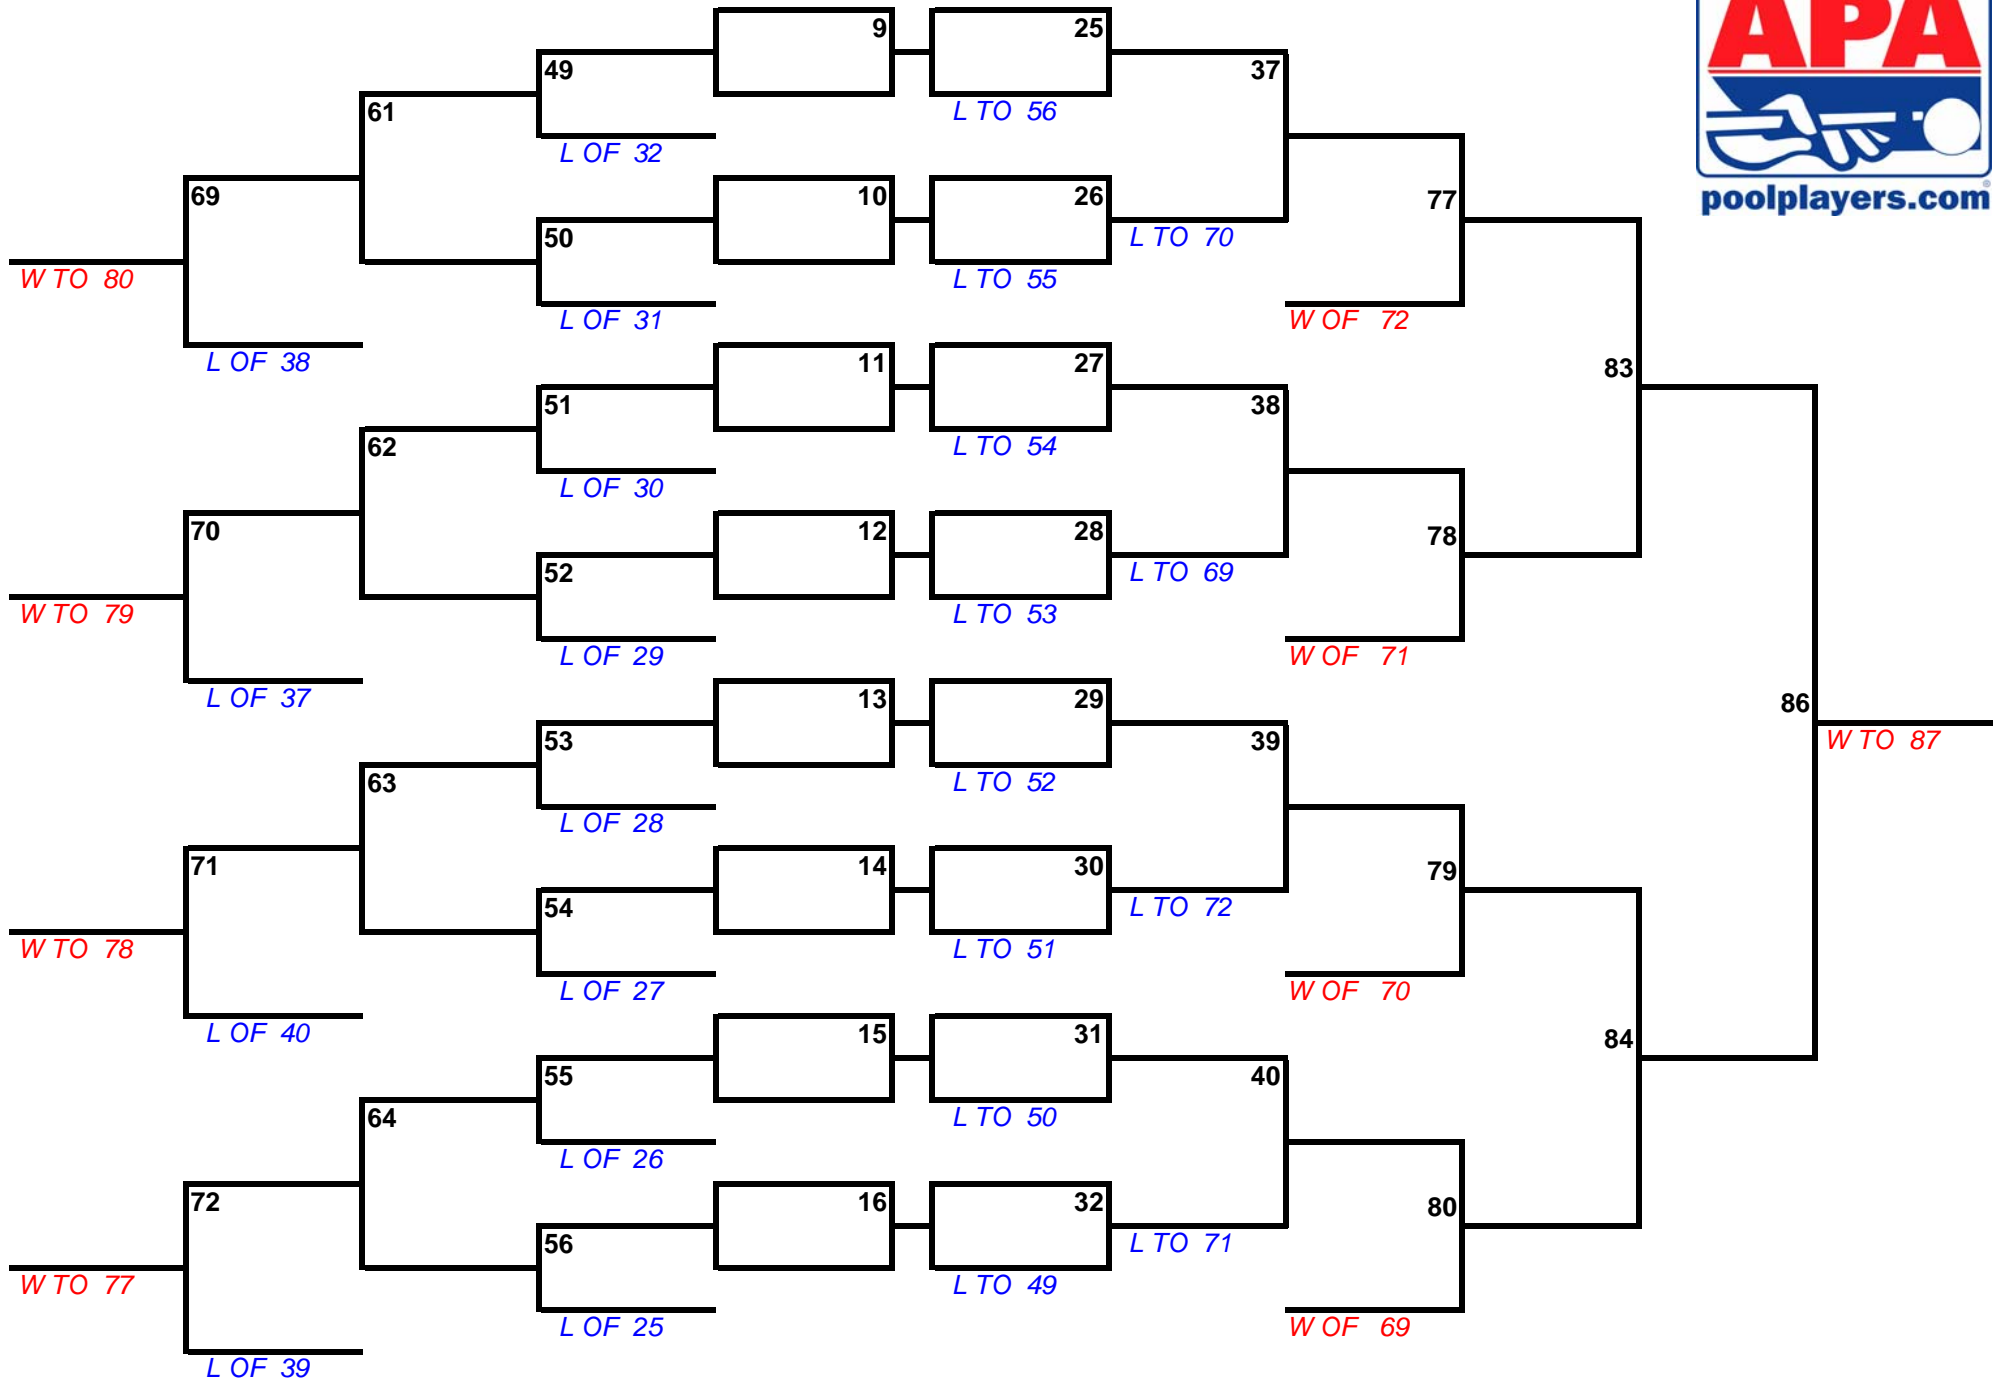 APA
poolplayers.com®
9 25
49 37
L TO 56
61
L OF 32
69 10 26 77
50 L TO 70
W TO 80 L TO 55
L OF 31 W OF 72
L OF 38 11 27 83
51 38
62 L TO 54
L OF 30
70 12 28 78
52 L TO 69
W TO 79 L TO 53
L OF 29 W OF 71
L OF 37 13 29 86
53 39 W TO 87
63 L TO 52
L OF 28
71 14 30 79
54 L TO 72
W TO 78 L TO 51
L OF 27 W OF 70
L OF 40 15 31 84
55 40
64 L TO 50
L OF 26
72 16 32 80
56 L TO 71
W TO 77 L TO 49
L OF 25 W OF 69
L OF 39